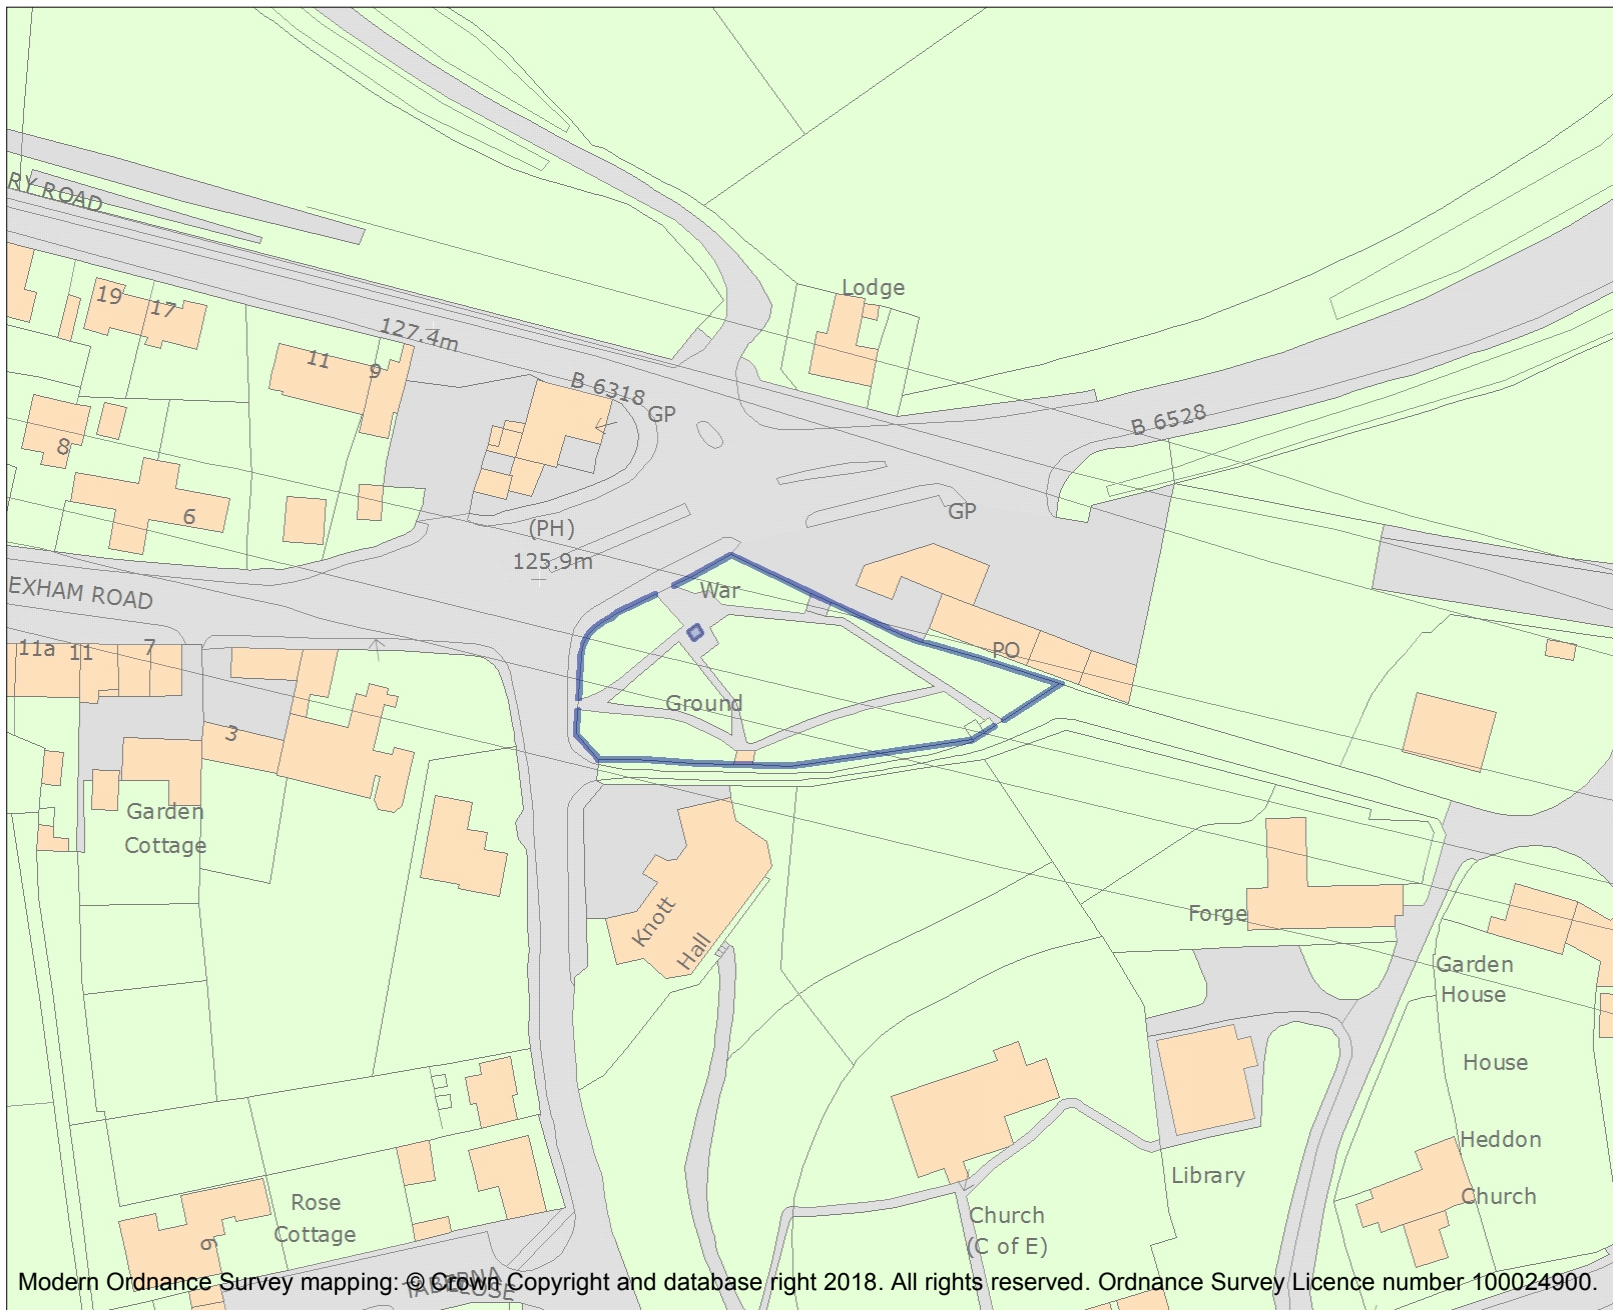 RY ROAD
Lodge
19
17
127.4m
11
9
B 6318
GP
B 6528
8
6
GP
(PH)
125.9m
EXHAM ROAD
War
11a
11
7
PO
Ground
3
Garden
Cottage
Knott
Hall
Forge
Garden
House
House
Heddon
Church
Library
Rose
Cottage
9
Church
(C of E)
TABERNA
CLOSE
Modern Ordnance Survey mapping: © Crown Copyright and database right 2018. All rights reserved. Ordnance Survey Licence number 100024900.